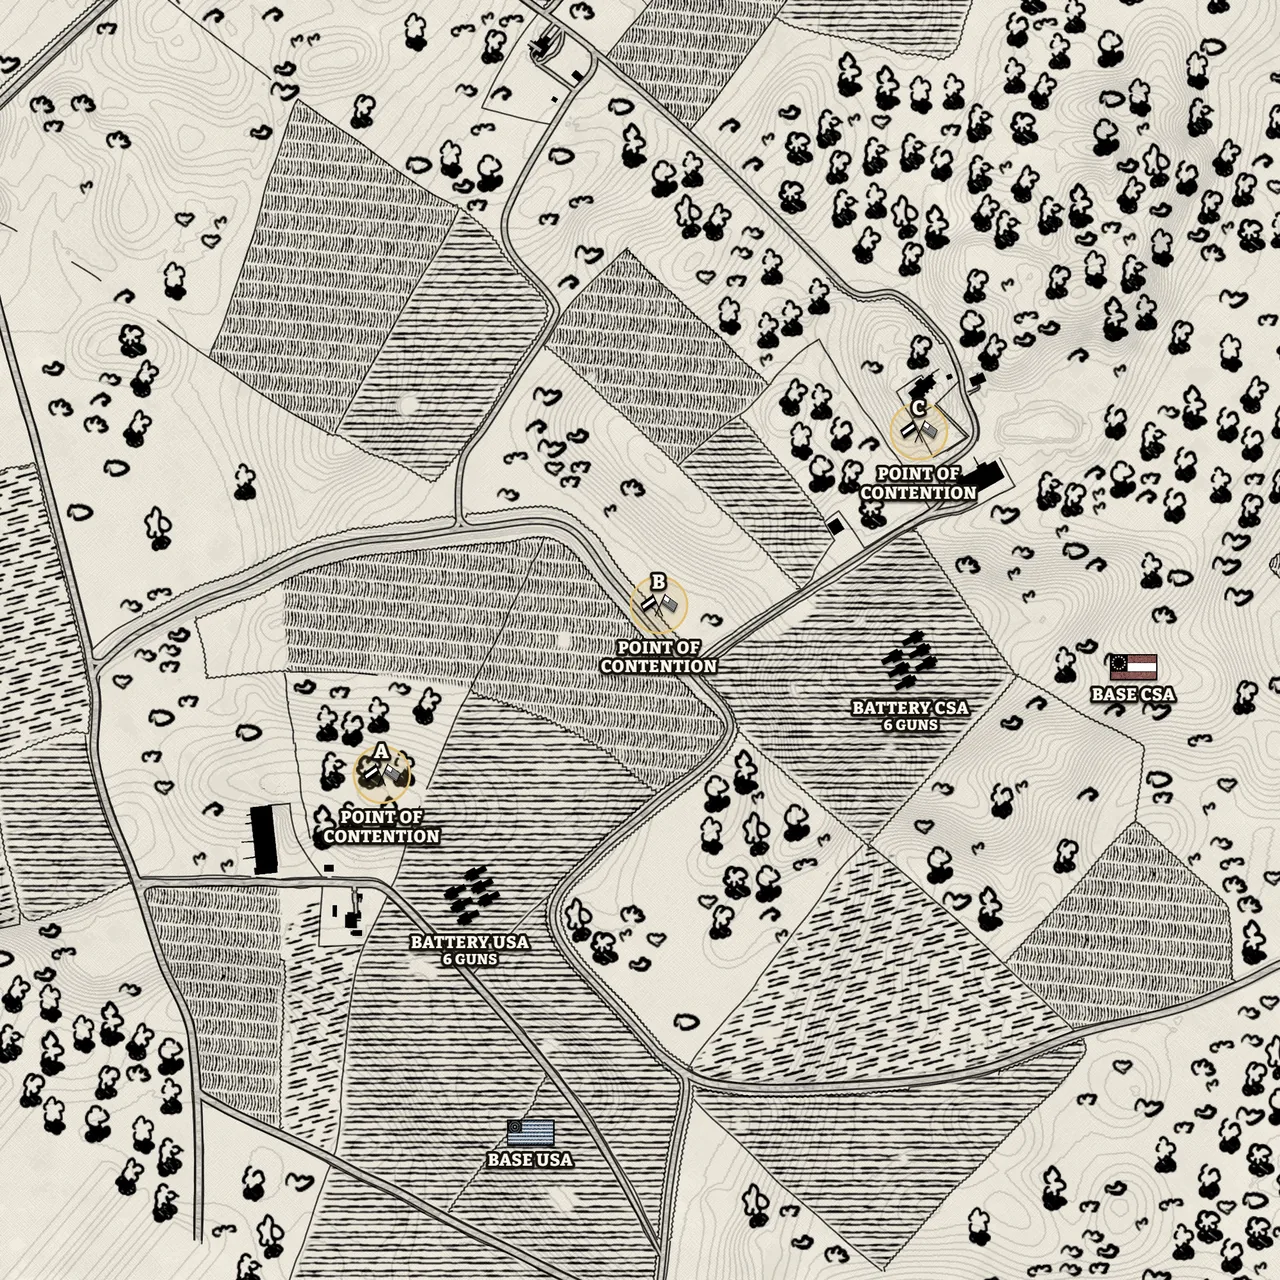 C
POINT OF
CONTENTION
B
POINT OF
CONTENTION
BASE CSA
BATTERY CSA
6 GUNS
A
POINT OF
CONTENTION
BATTERY USA
6 GUNS
BASE USA